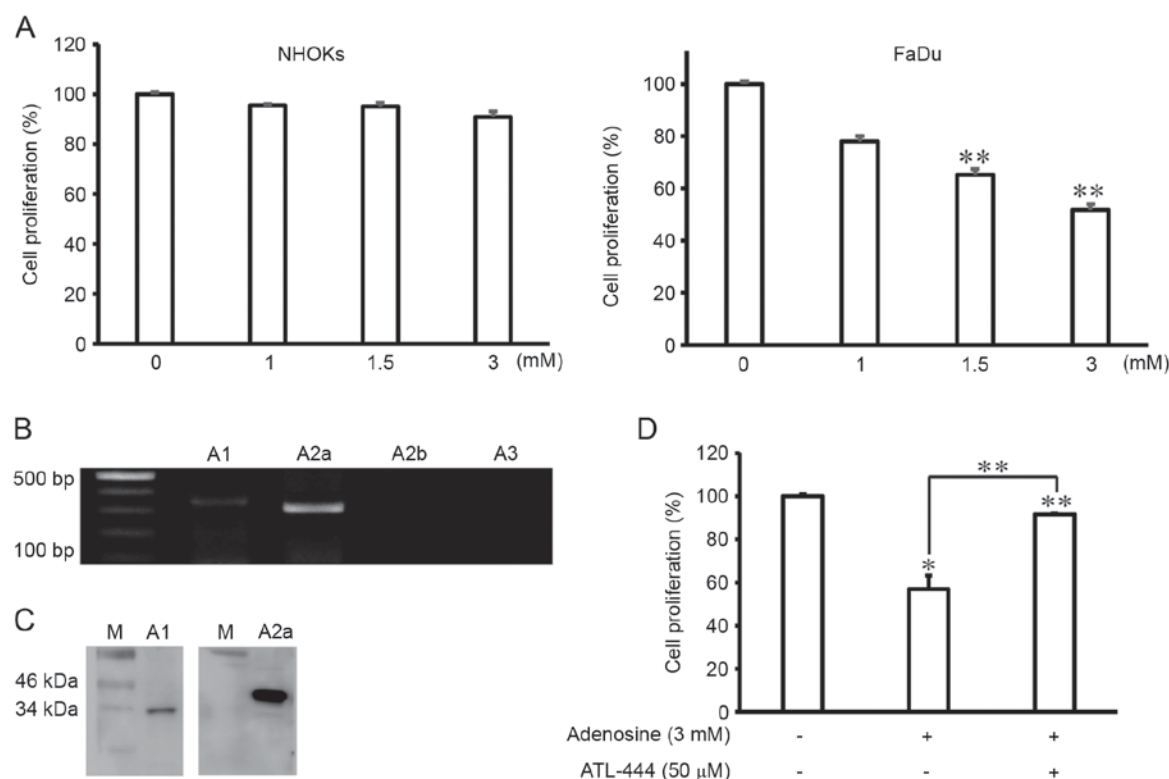 A
NHOKs
Cell proliferation (%)
120
100
80
60
40
20
0
0 1 1.5 3 (mM)
FaDu
Cell proliferation (%)
100
80
60
40
20
0
**
**
0 1 1.5 3 (mM)
B
A1 A2a A2b A3
500 bp
100 bp
C
M A1 M A2a
46 kDa
34 kDa
D
Cell proliferation (%)
120
100
80
60
40
20
0
**
*
**
Adenosine (3 mM) - + +
ATL-444 (50 μM) - - +